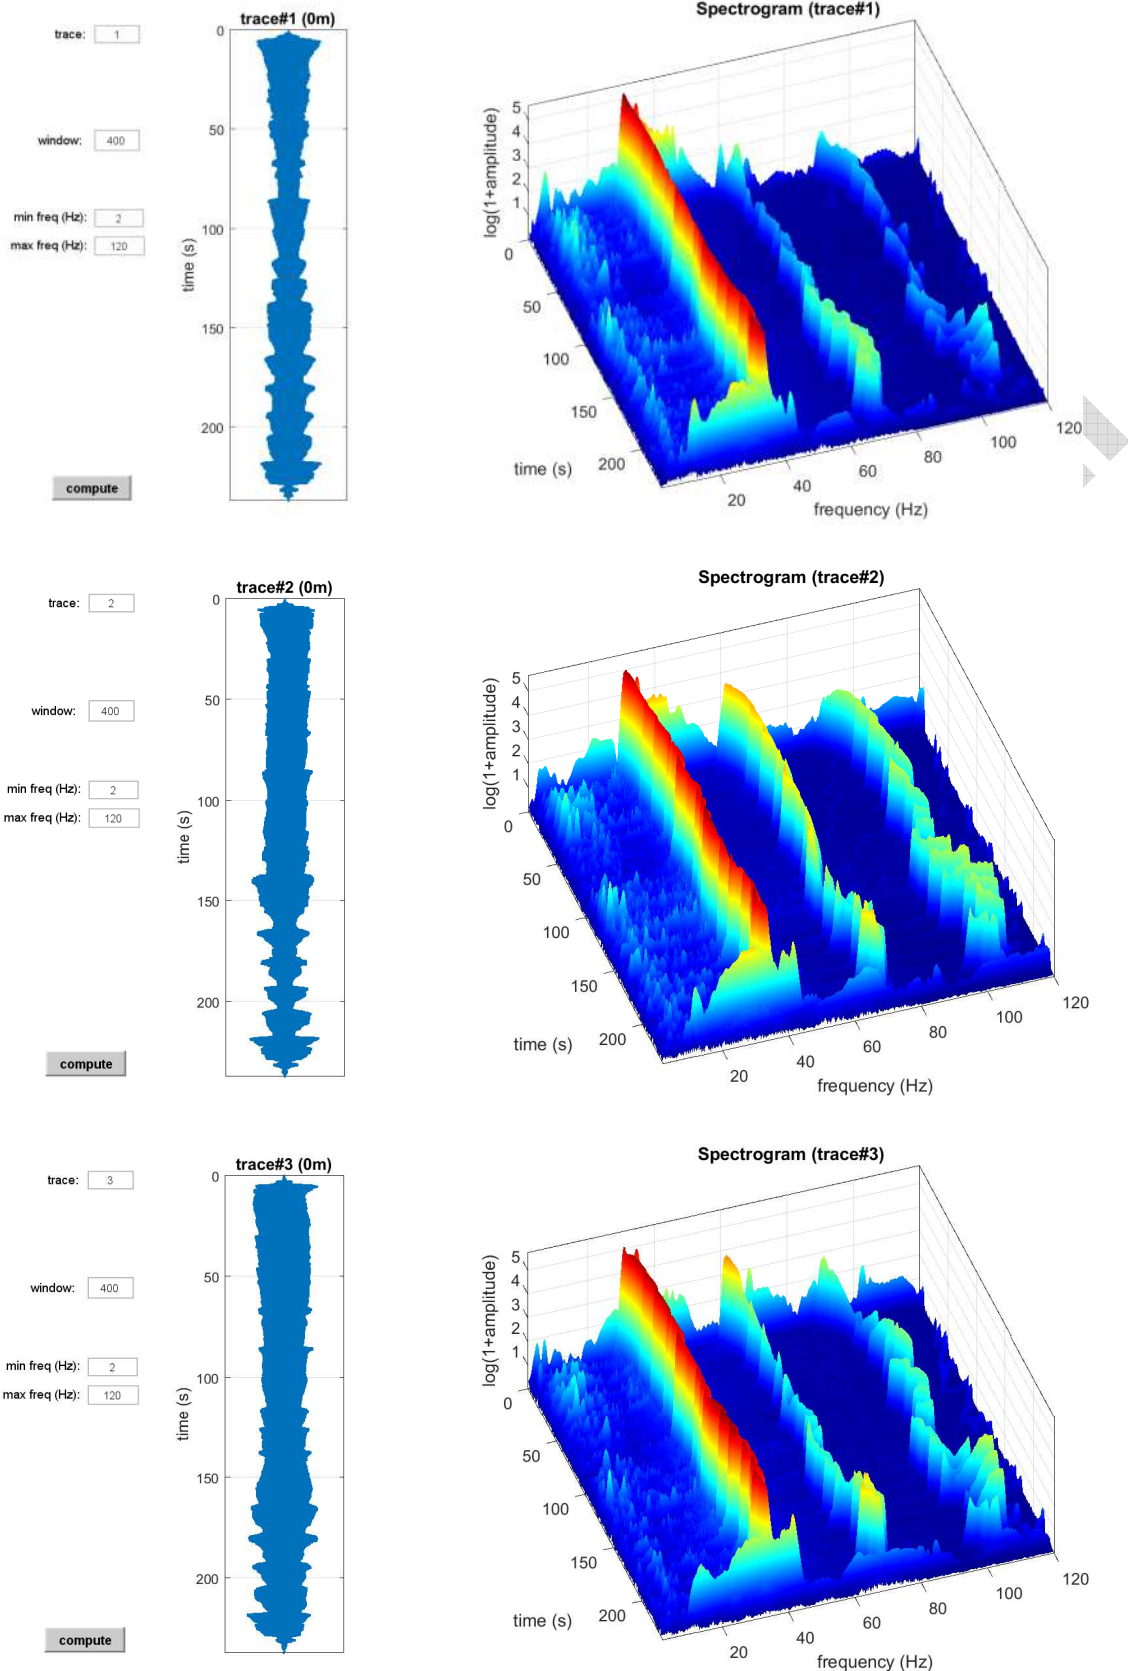 trace#1 (0m)
trace: 1
window: 400
min freq (Hz): 2
max freq (Hz): 120
compute
time (s)
0
50
100
150
200
Spectrogram (trace#1)
log(1+amplitude)
5
4
3
2
1
0
50
100
150
200
time (s)
20
40
60
80
100
120
frequency (Hz)
trace#2 (0m)
trace: 2
window: 400
min freq (Hz): 2
max freq (Hz): 120
compute
time (s)
0
50
100
150
200
Spectrogram (trace#2)
log(1+amplitude)
5
4
3
2
1
0
50
100
150
200
time (s)
20
40
60
80
100
120
frequency (Hz)
trace#3 (0m)
trace: 3
window: 400
min freq (Hz): 2
max freq (Hz): 120
compute
time (s)
0
50
100
150
200
Spectrogram (trace#3)
log(1+amplitude)
5
4
3
2
1
0
50
100
150
200
time (s)
20
40
60
80
100
120
frequency (Hz)